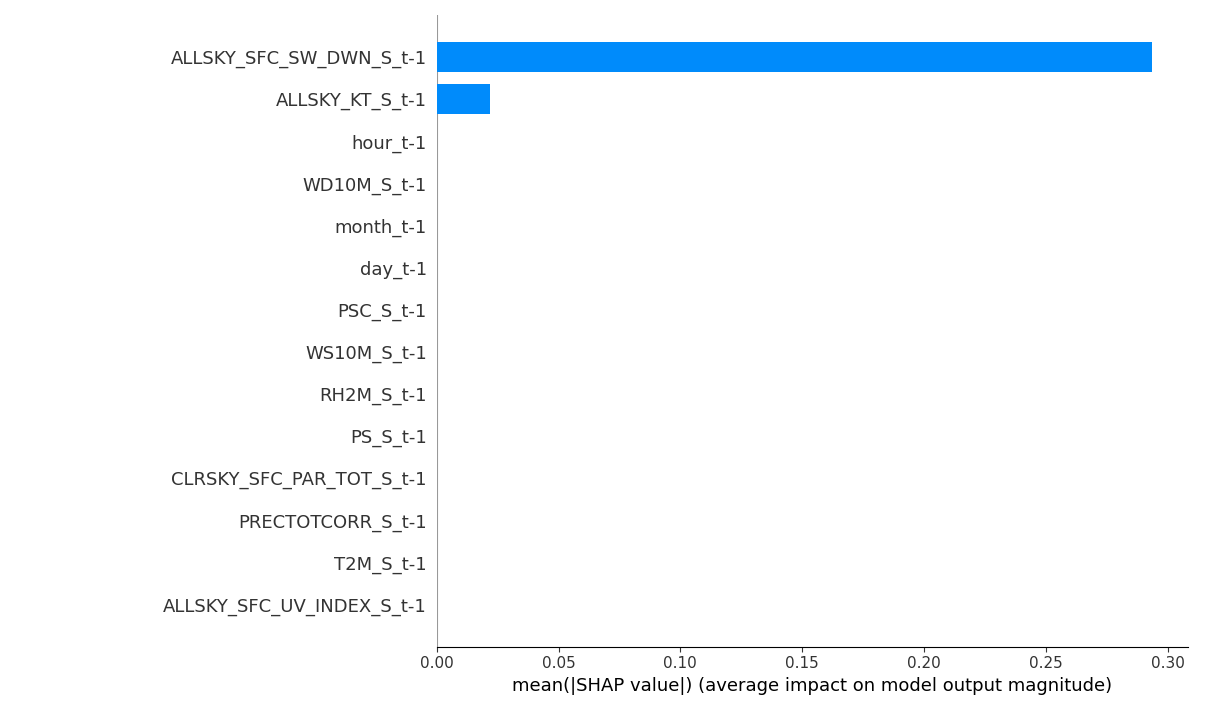 ALLSKY_SFC_SW_DWN_S_t-1
ALLSKY_KT_S_t-1
hour_t-1
WD10M_S_t-1
month_t-1
day_t-1
PSC_S_t-1
WS10M_S_t-1
RH2M_S_t-1
PS_S_t-1
CLRSKY_SFC_PAR_TOT_S_t-1
PRECTOTCORR_S_t-1
T2M_S_t-1
ALLSKY_SFC_UV_INDEX_S_t-1
0.00 0.05 0.10 0.15 0.20 0.25 0.30
mean(|SHAP value|) (average impact on model output magnitude)